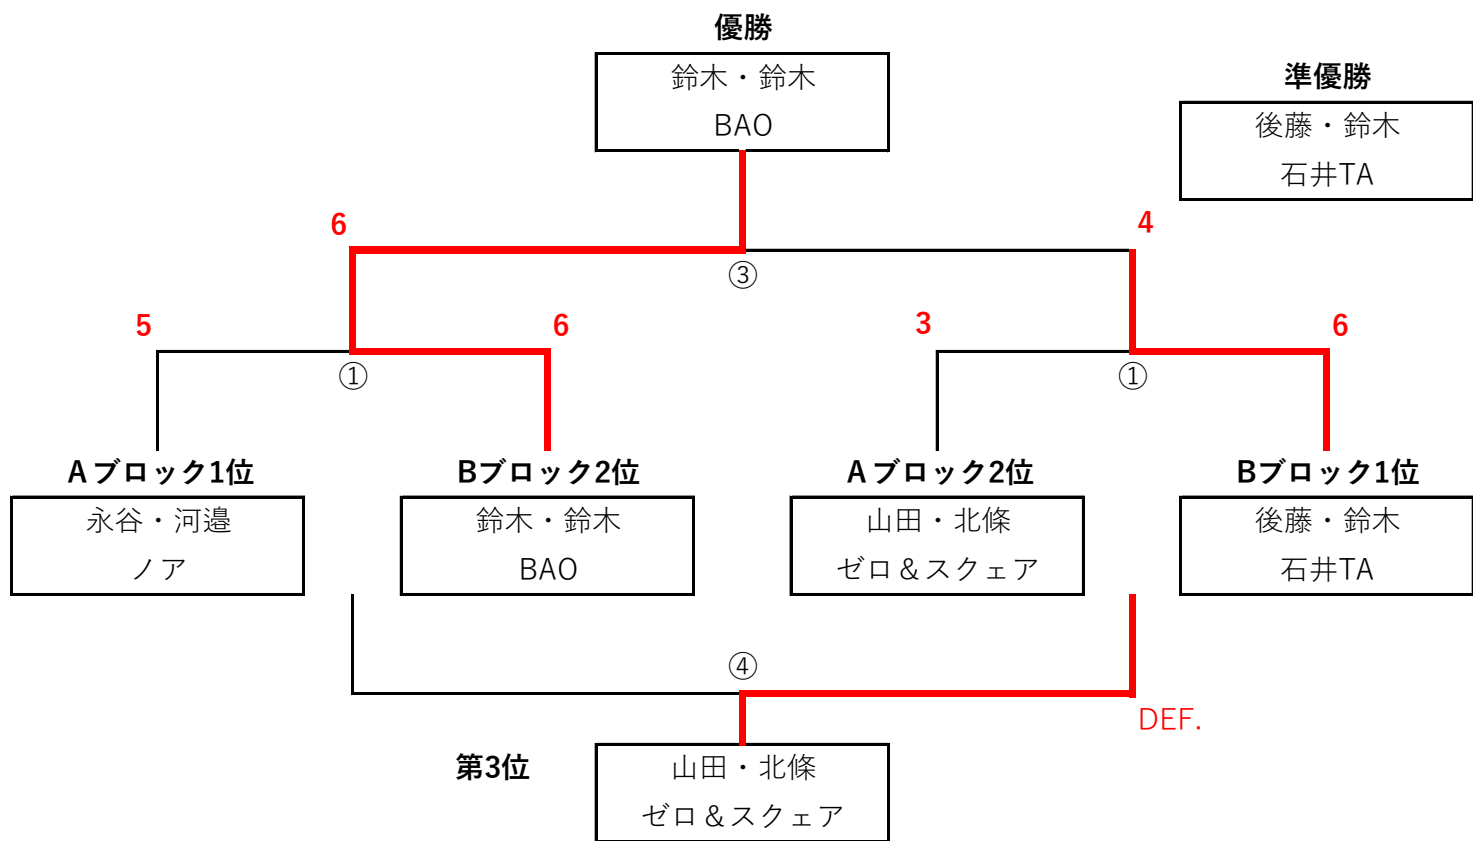 優勝
鈴木・鈴木
BAO
準優勝
後藤・鈴木
石井TA
6
4
③
5
6
3
6
①
①
Aブロック1位
Bブロック2位
Aブロック2位
Bブロック1位
永谷・河邉
ノア
鈴木・鈴木
BAO
山田・北條
ゼロ＆スクェア
後藤・鈴木
石井TA
④
DEF.
第3位
山田・北條
ゼロ＆スクェア